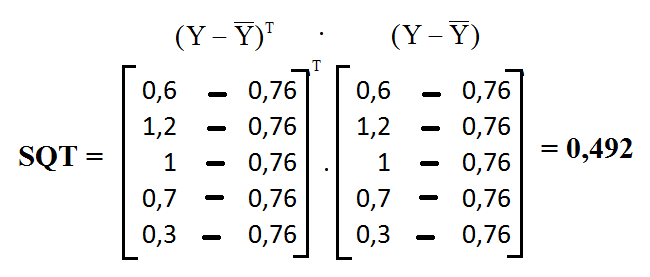 (Y – Y̅)ᵀ · (Y – Y̅)
SQT = [0,6 – 0,76]ᵀ . [0,6 – 0,76] = 0,492
1,2 – 0,76 1,2 – 0,76
1 – 0,76 1 – 0,76
0,7 – 0,76 0,7 – 0,76
0,3 – 0,76 0,3 – 0,76